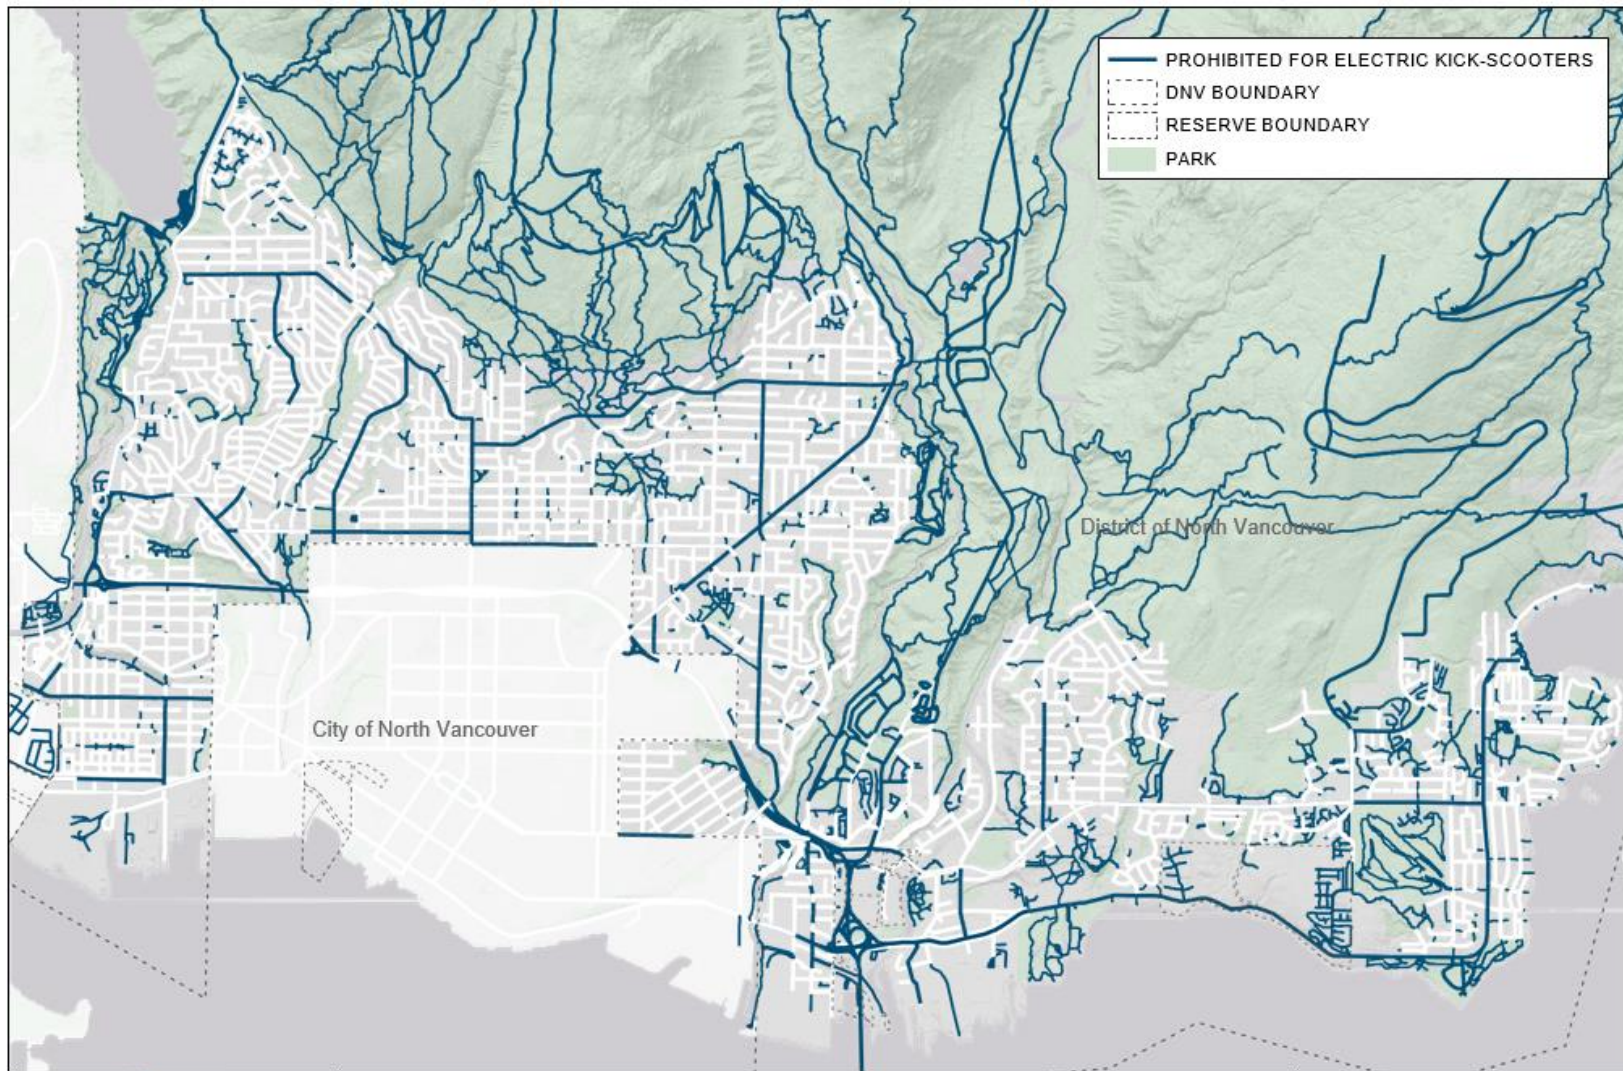 PROHIBITED FOR ELECTRIC KICK-SCOOTERS
DNV BOUNDARY
RESERVE BOUNDARY
PARK
District of North Vancouver
City of North Vancouver